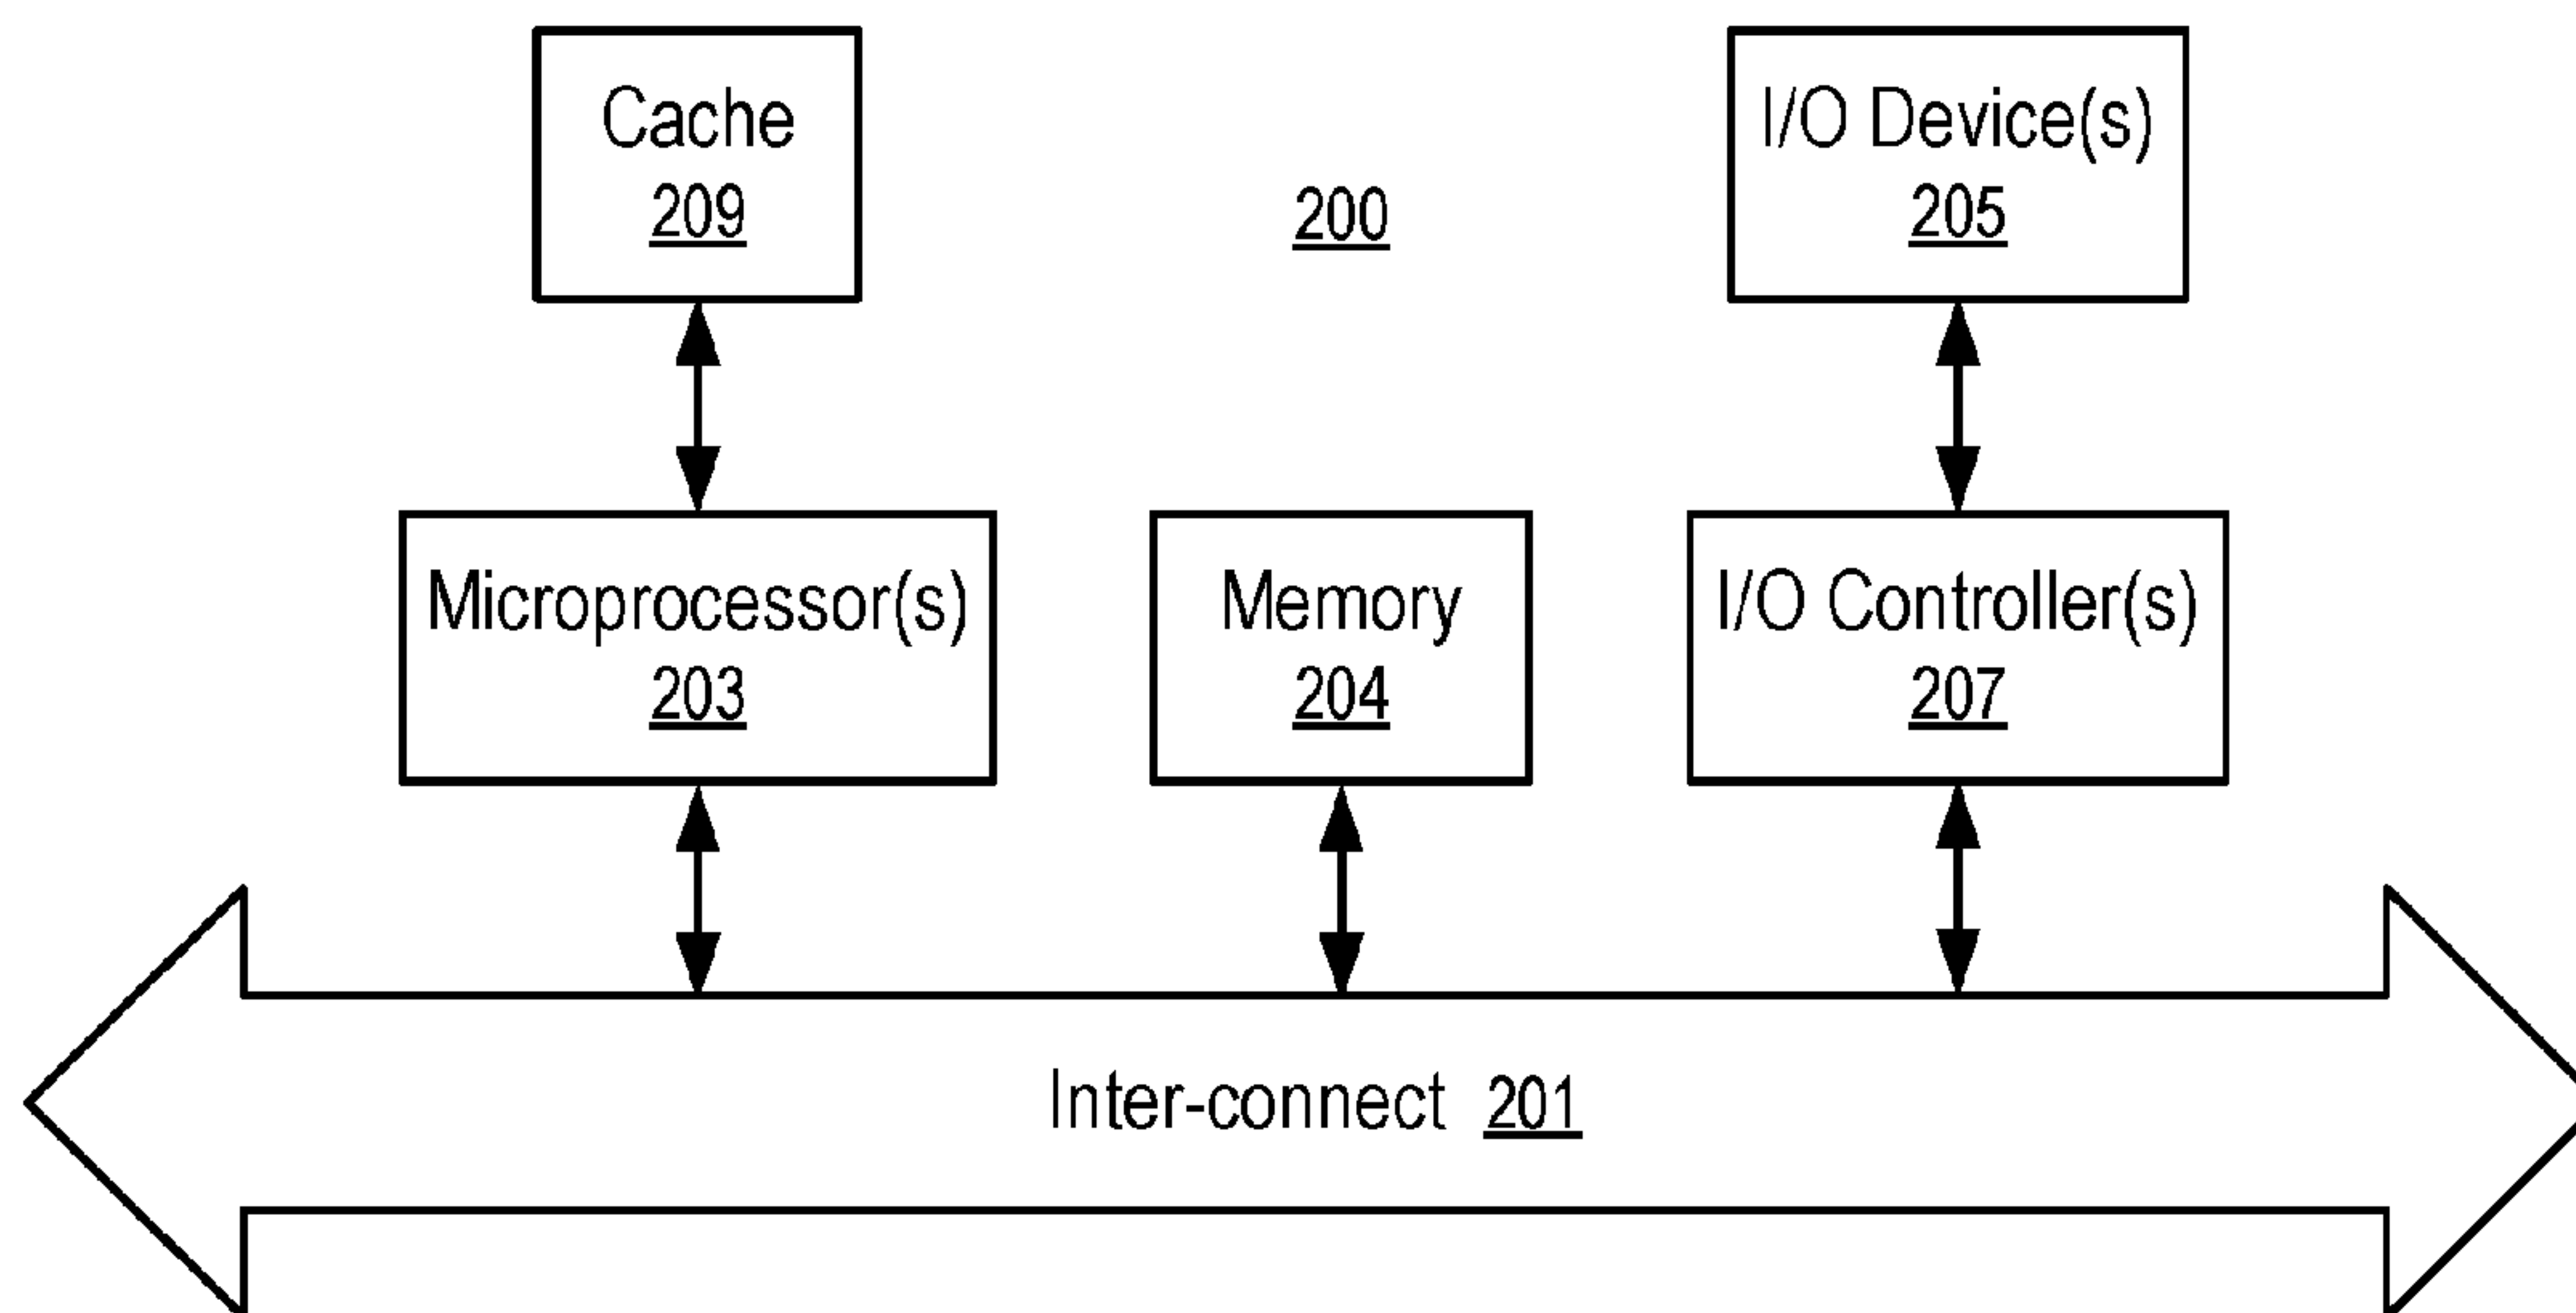 Cache
209
200
I/O Device(s)
205
Microprocessor(s)
203
Memory
204
I/O Controller(s)
207
Inter-connect 201